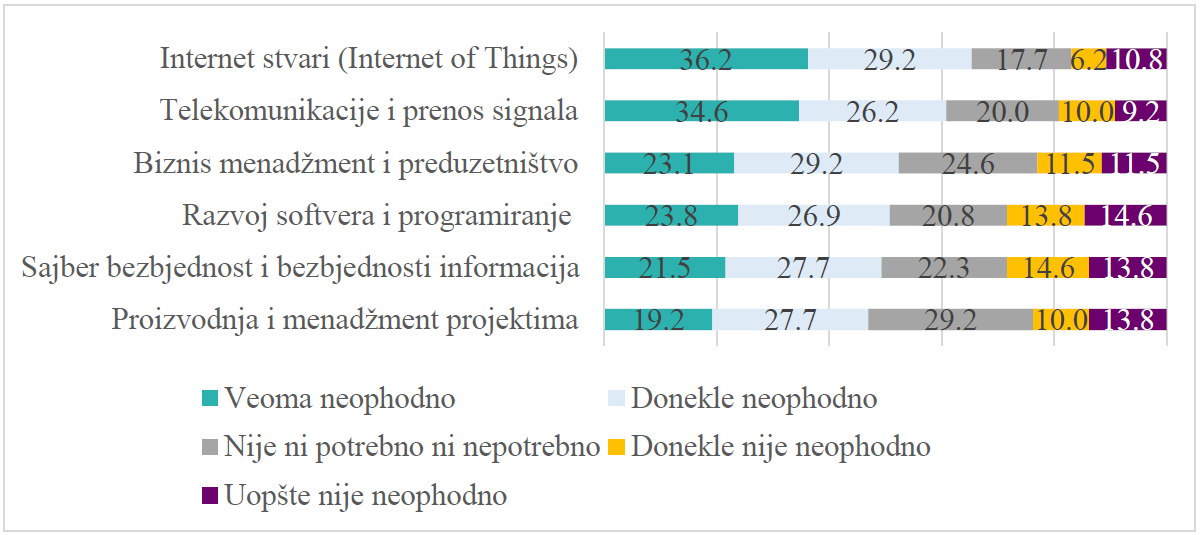 Internet stvari (Internet of Things) 36.2 29.2 17.7 6.2 10.8
Telekomunikacije i prenos signala 34.6 26.2 20.0 10.0 9.2
Biznis menadžment i preduzetništvo 23.1 29.2 24.6 11.5 11.5
Razvoj softvera i programiranje 23.8 26.9 20.8 13.8 14.6
Sajber bezbjednost i bezbjednosti informacija 21.5 27.7 22.3 14.6 13.8
Proizvodnja i menadžment projektima 19.2 27.7 29.2 10.0 13.8
Veoma neophodno Donekle neophodno
Nije ni potrebno ni nepotrebno Donekle nije neophodno
Uopšte nije neophodno